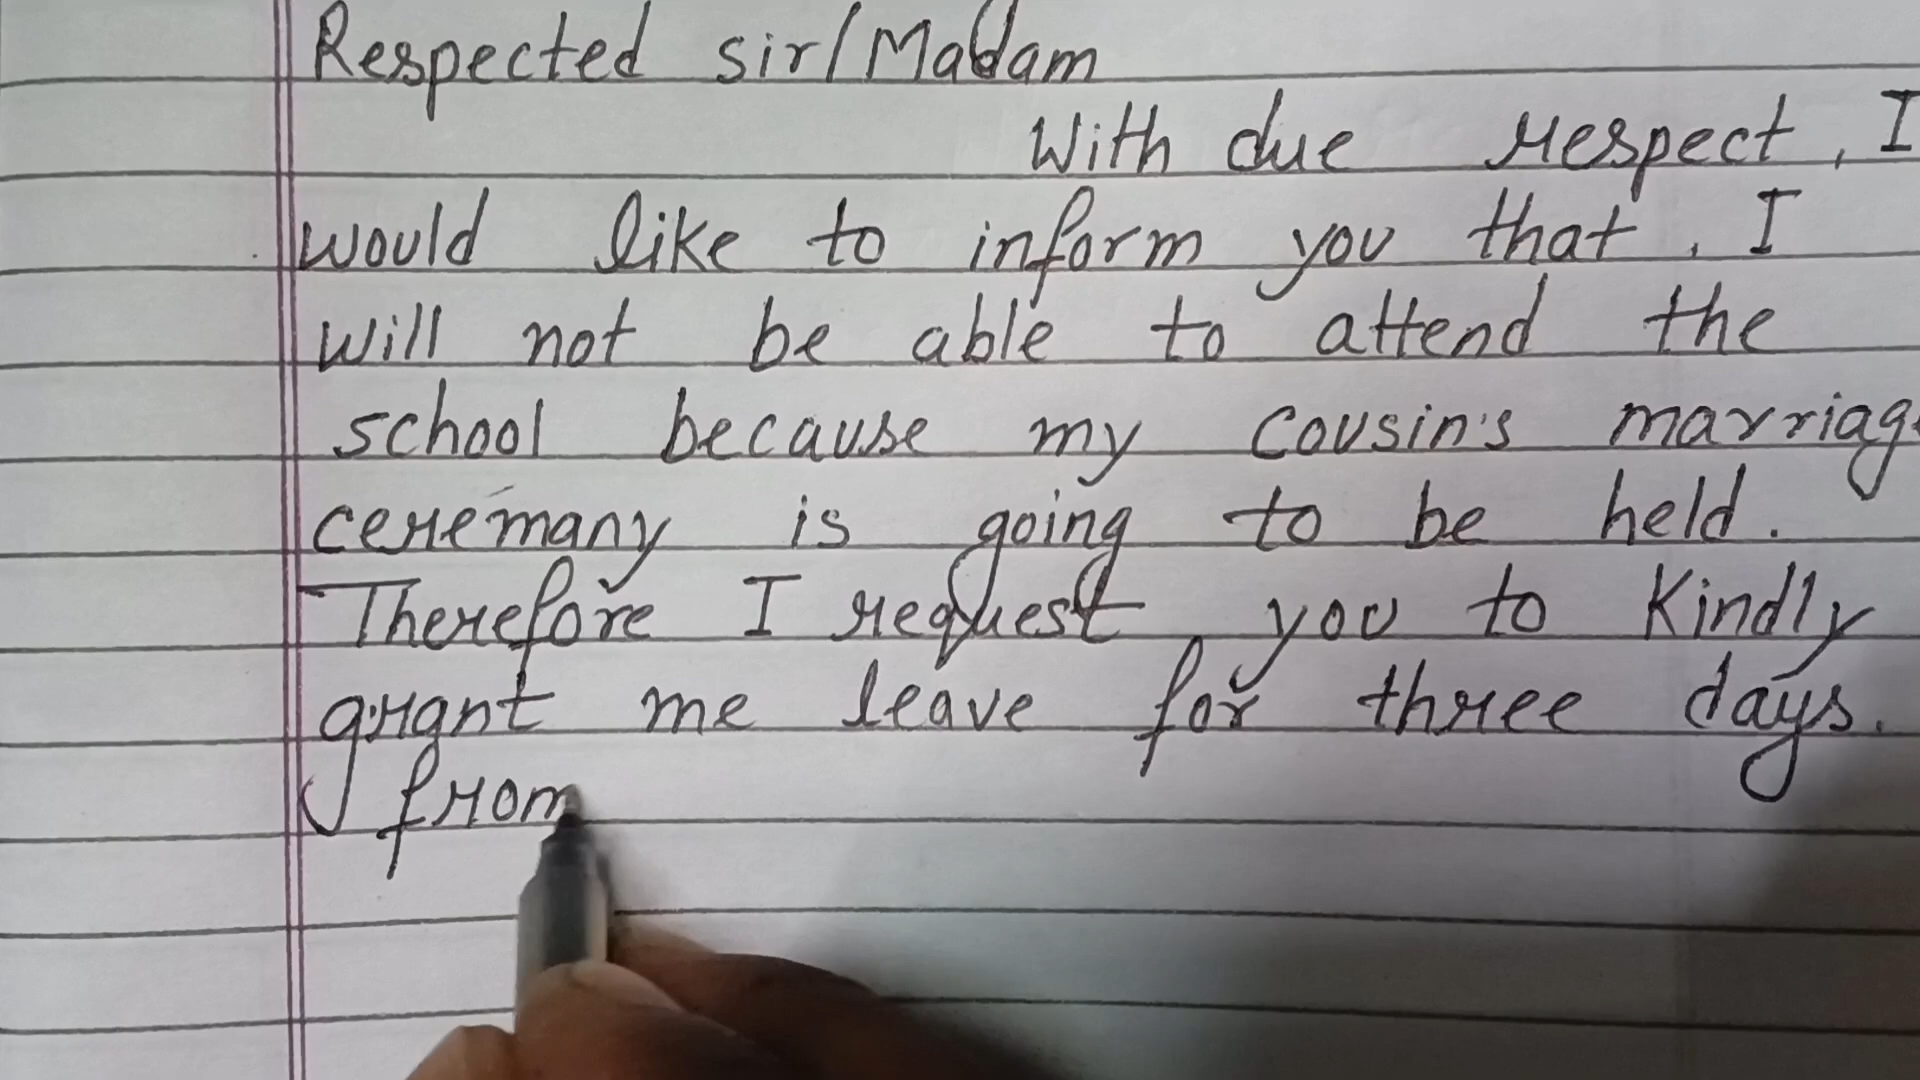 Respected sir/Madam
With due respect, I
would like to inform you that, I
will not be able to attend the
school because my cousin's marriage
ceremany is going to be held.
Therefore I request you to kindly
grant me leave for three days.
from